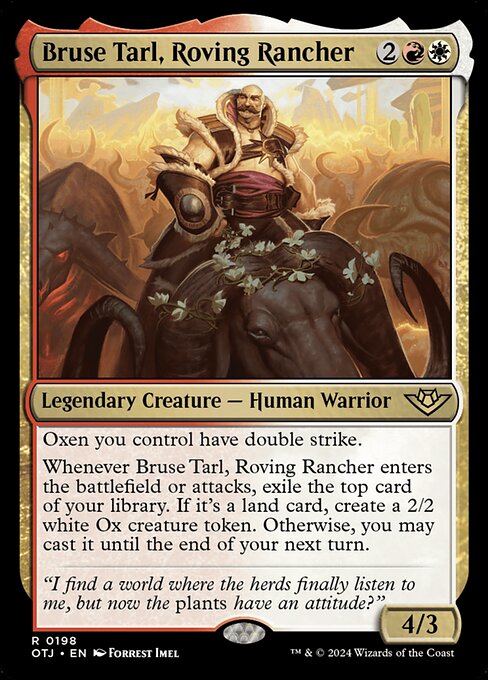 Bruse Tarl, Roving Rancher 2
Legendary Creature — Human Warrior
Oxen you control have double strike.
Whenever Bruse Tarl, Roving Rancher enters
the battlefield or attacks, exile the top card
of your library. If it's a land card, create a 2/2
white Ox creature token. Otherwise, you may
cast it until the end of your next turn.
“I find a world where the herds finally listen to
me, but now the plants have an attitude?”
4/3
R 0198
OTJ • EN Forrest Imel
™ & © 2024 Wizards of the Coast